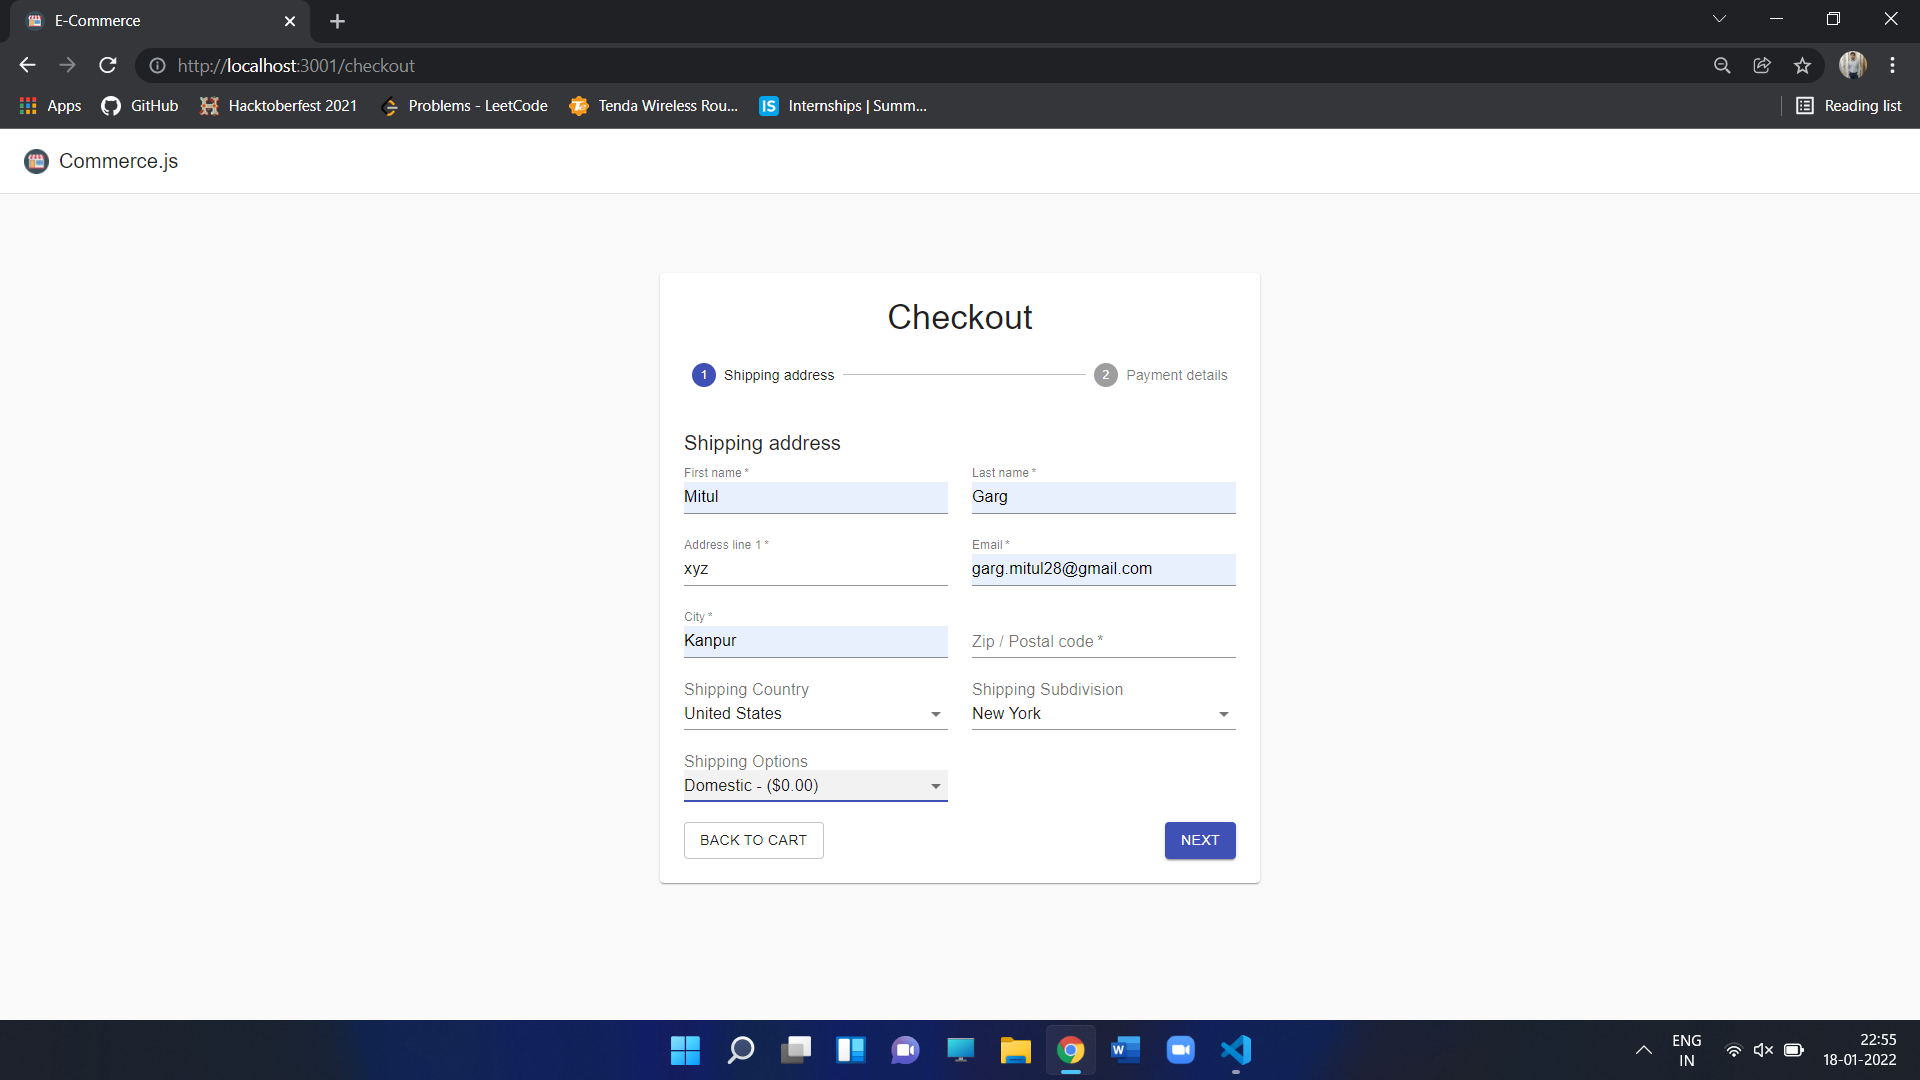 E-Commerce
http://localhost:3001/checkout
Apps GitHub Hacktoberfest 2021 Problems - LeetCode Tenda Wireless Rou... IS Internships | Summ... Reading list
Commerce.js
Checkout
1 Shipping address 2 Payment details
Shipping address
First name * Last name *
Mitul Garg
Address line 1 * Email *
xyz garg.mitul28@gmail.com
City *
Kanpur Zip / Postal code *
Shipping Country Shipping Subdivision
United States New York
Shipping Options
Domestic - ($0.00)
BACK TO CART NEXT
ENG 22:55
IN 18-01-2022